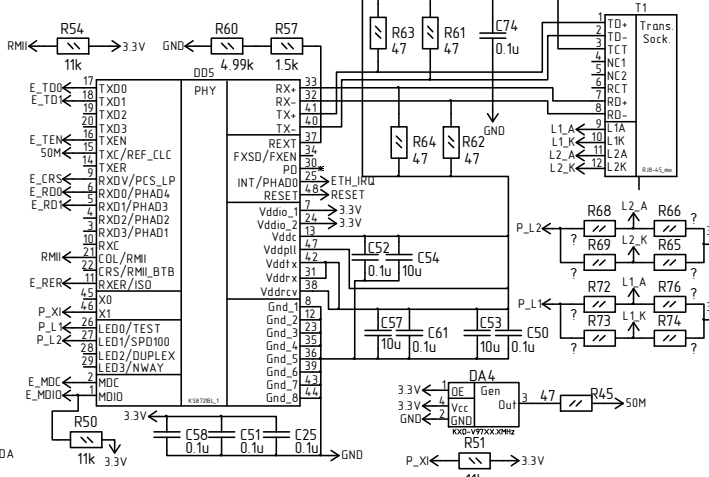 R54
RMII 3.3V
11k
R60 R57
GND
4.99k 1.5k
R63 R61
47 47
C74
0.1u
GND
T1
Trans.
Sock.
1 TD+
2 TD-
3 TCT
4 NC1
5 NC2
6 RCT
7 RD+
8 RD-
L1_A 9 L1A
L1_K 10 L1K
L2_A 11 L2A
L2_K 12 L2K
RJ8-45_mix
DD5
PHY
E_TD0 17 TXD0
E_TD1 18 TXD1
19 TXD2
20 TXD3
E_TEN 16 TXEN
50M 15 TXC/REF_CLC
14 TXER
E_CRS 9 RXDV/PCS_LP
E_RD0 6 RXD0/PHAD4
E_RD1 5 RXD1/PHAD3
4 RXD2/PHAD2
3 RXD3/PHAD1
10 RXC
RMII 21 COL/RMII
22 CRS/RMII_BTB
E_RER 11 RXER/ISO
45 X0
P_XI 46 X1
P_L1 26 LED0/TEST
P_L2 27 LED1/SPD100
28 LED2/DUPLEX
29 LED3/NWAY
E_MDC 2 MDC
E_MDIO 1 MDIO
RX+ 33
RX- 32
TX+ 41
TX- 40
REXT 37
FXSD/FXEN 34
PD 30
INT/PHAD0 25 ETH_IRQ
RESET 48 RESET
Vddio_1 7 3.3V
Vddio_2 24 3.3V
Vddc 13
Vddpll 47
Vddtx 42
Vddrx 31
Vddrcv 38
Gnd_1 8
Gnd_2 12
Gnd_3 23
Gnd_4 35
Gnd_5 36
Gnd_6 39
Gnd_7 43
Gnd_8 44
KS8721BL_1
R64 R62
47 47
C52 C54
0.1u 10u
C57 C61 C53 C50
10u 0.1u 10u 0.1u
R68 L2_A R66
P_L2 ? ?
R69 L2_K R65
? ?
R72 L1_A R76
P_L1 ? ?
R73 L1_K R74
? ?
DA4
3.3V 1 OE Gen
3.3V 4 Vcc Out 3 47 R45 50M
GND 2 GND
KXO-V97XX.XMHz
R50
11k 3.3V
3.3V
C58 C51 C25
0.1u 0.1u 0.1u GND
R51
P_XI 3.3V
DA